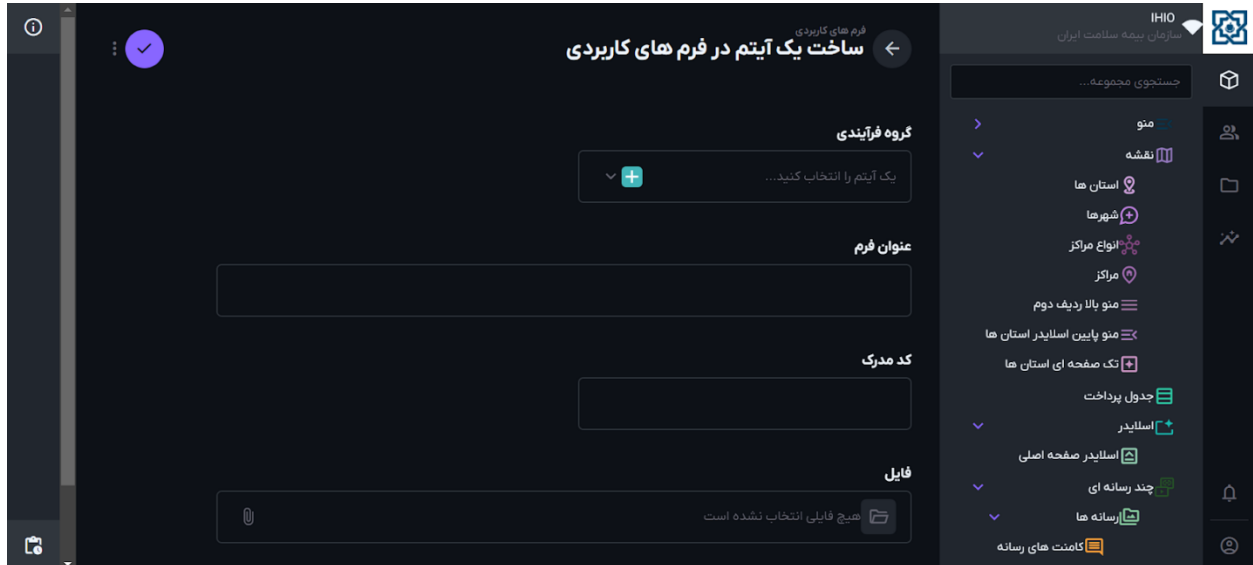 IHIO
سازمان بیمه سلامت ایران
جستجوی مجموعه...
منو
نقشه
استان ها
شهرها
انواع مراکز
مراکز
منو بالا ردیف دوم
منو پایین اسلایدر استان ها
تک صفحه ای استان ها
جدول پرداخت
اسلایدر
اسلایدر صفحه اصلی
چند رسانه ای
رسانه ها
کامنت های رسانه
فرم های کاربردی
ساخت یک آیتم در فرم های کاربردی
گروه فرآیندی
یک آیتم را انتخاب کنید...
عنوان فرم
کد مدرک
فایل
هیچ فایلی انتخاب نشده است